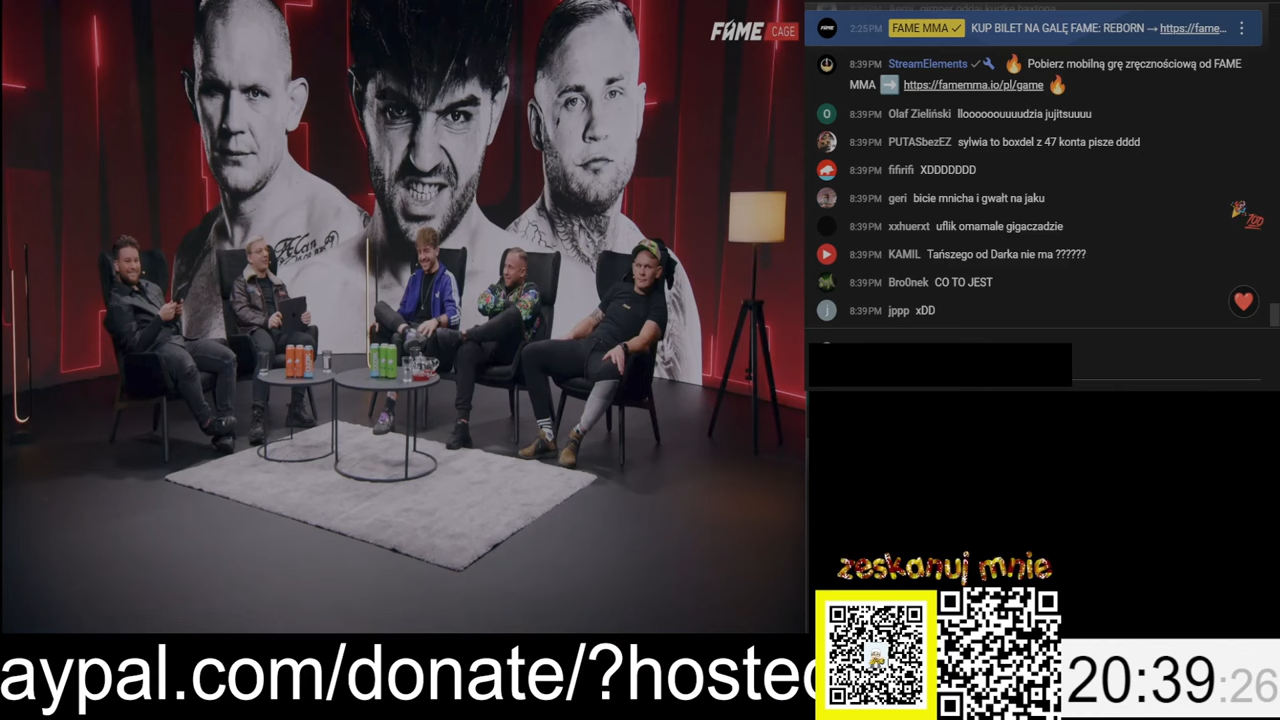 FAME CAGE
2:25PM FAME MMA ✓ KUP BILET NA GALĘ FAME: REBORN → https://fame...
8:39PM StreamElements Pobierz mobilną grę zręcznościową od FAME
MMA https://famemma.io/pl/game
8:39PM Olaf Zieliński lloooooouuuudzia jujitsuuuu
8:39PM PUTASbezEZ sylwia to boxdel z 47 konta pisze dddd
8:39PM fifirifi XDDDDDDD
8:39PM geri bicie mnicha i gwałt na jaku
8:39PM xxhuerxt uflik omamale gigaczadzie
8:39PM KAMIL Tańszego od Darka nie ma ??????
8:39PM Bro0nek CO TO JEST
8:39PM jppp xDD
zeskanuj mnie
aypal.com/donate/?hosted
20:39:26